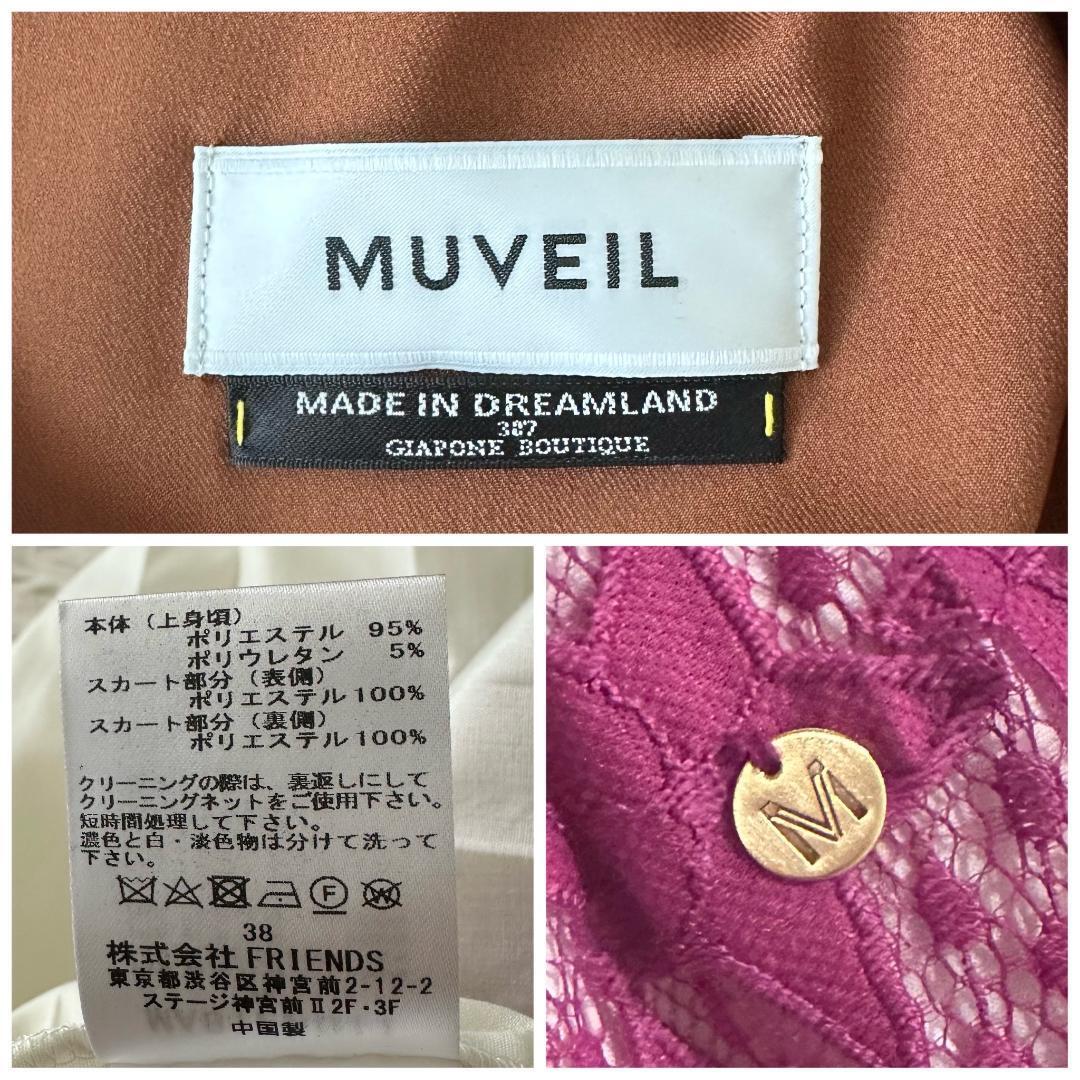 MUVEIL
MADE IN DREAMLAND
387
GIAPONE BOUTIQUE
本体（上身頃）
ポリエステル 95%
ポリウレタン 5%
スカート部分（表側）
ポリエステル 100%
スカート部分（裏側）
ポリエステル 100%
クリーニングの際は、裏返しにして
クリーニングネットをご使用下さい。
短時間処理して下さい。
濃色と白・淡色物は分けて洗って
下さい。
F W
38
株式会社 FRIENDS
東京都渋谷区神宮前2-12-2
ステージ神宮前Ⅱ2F・3F
中国製
M